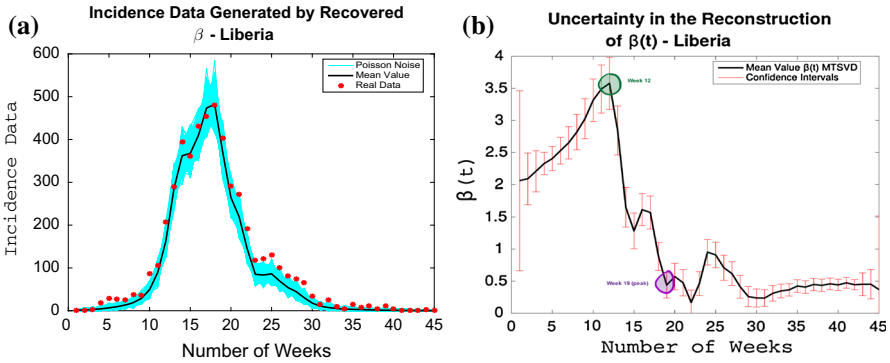 (a)
Incidence Data Generated by Recovered
β - Liberia
Poisson Noise
Mean Value
Real Data
Incidence Data
600
500
400
300
200
100
0
0
5
10
15
20
25
30
35
40
45
Number of Weeks
(b)
Uncertainty in the Reconstruction
of β(t) - Liberia
Mean Value β(t) MTSVD
Confidence Intervals
Week 12
Week 19 (peak)
β(t)
4
3.5
3
2.5
2
1.5
1
0.5
0
0
5
10
15
20
25
30
35
40
45
Number of Weeks